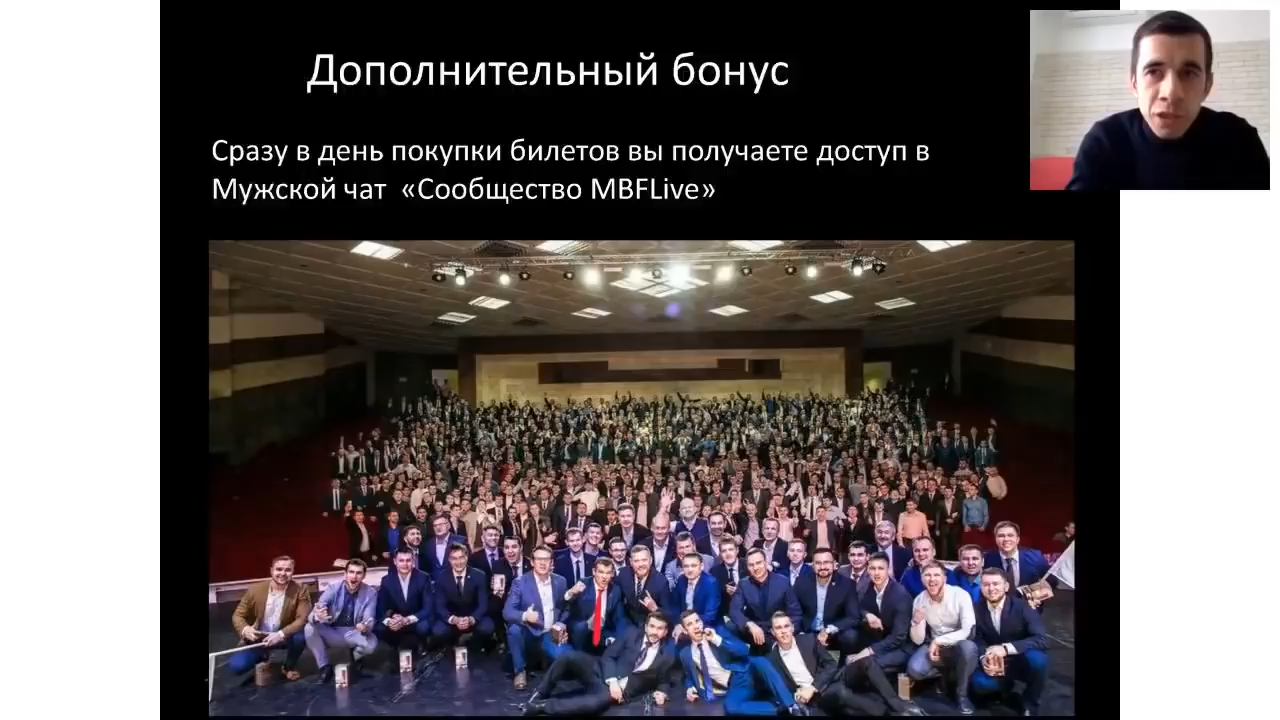 Дополнительный бонус
Сразу в день покупки билетов вы получаете доступ в
Мужской чат «Сообщество MBFLive»